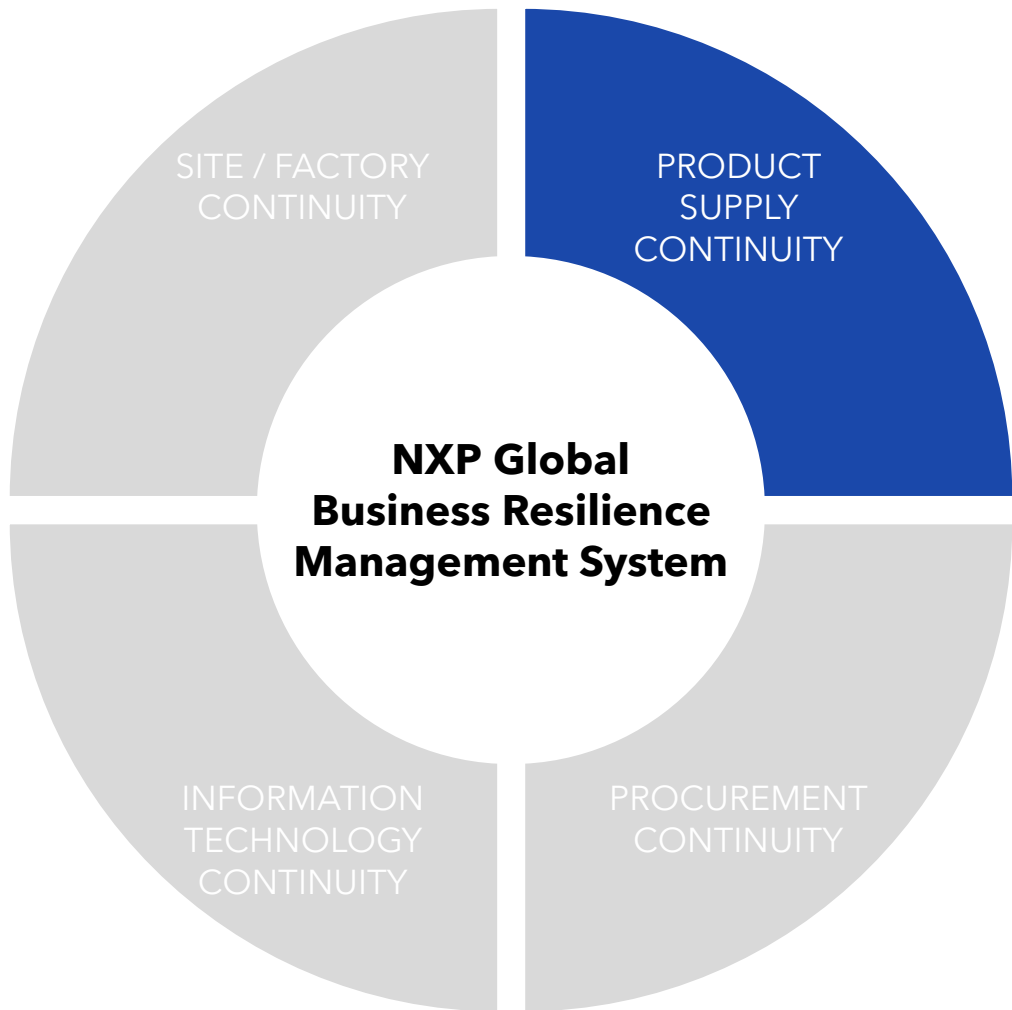 SITE / FACTORY
CONTINUITY
PRODUCT
SUPPLY
CONTINUITY
NXP Global
Business Resilience
Management System
INFORMATION
TECHNOLOGY
CONTINUITY
PROCUREMENT
CONTINUITY